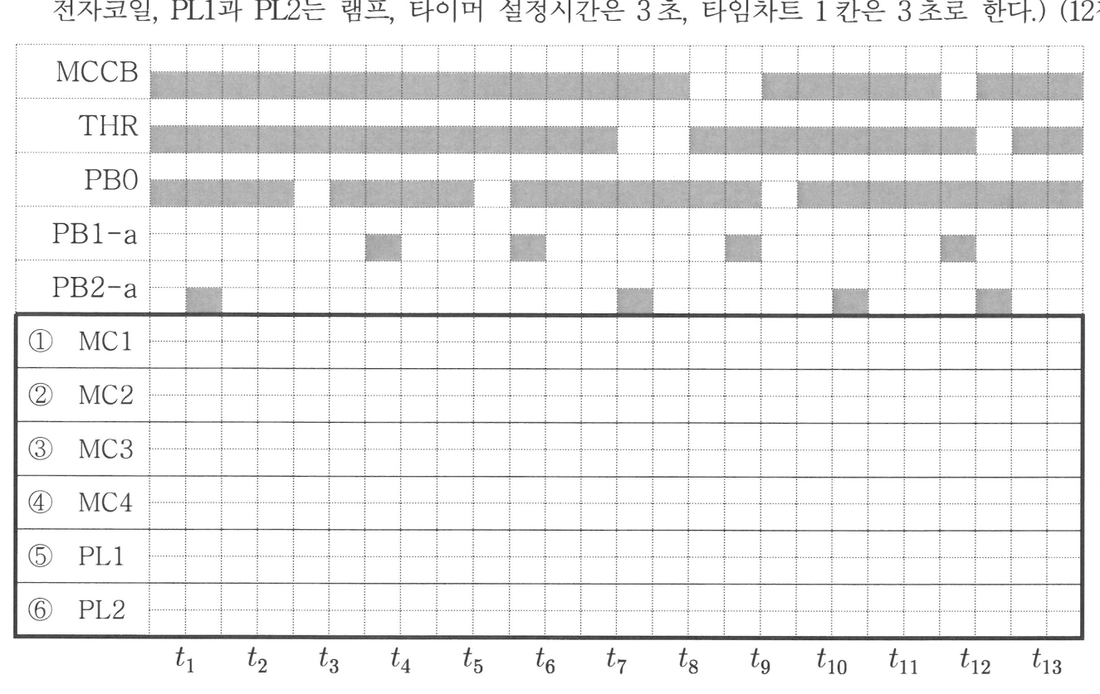 전자코일, PL1과 PL2는 램프, 타이머 설정시간은 3초, 타임차트 1칸은 3초로 한다.) (12
MCCB
THR
PB0
PB1-a
PB2-a
① MC1
② MC2
③ MC3
④ MC4
⑤ PL1
⑥ PL2
t1 t2 t3 t4 t5 t6 t7 t8 t9 t10 t11 t12 t13